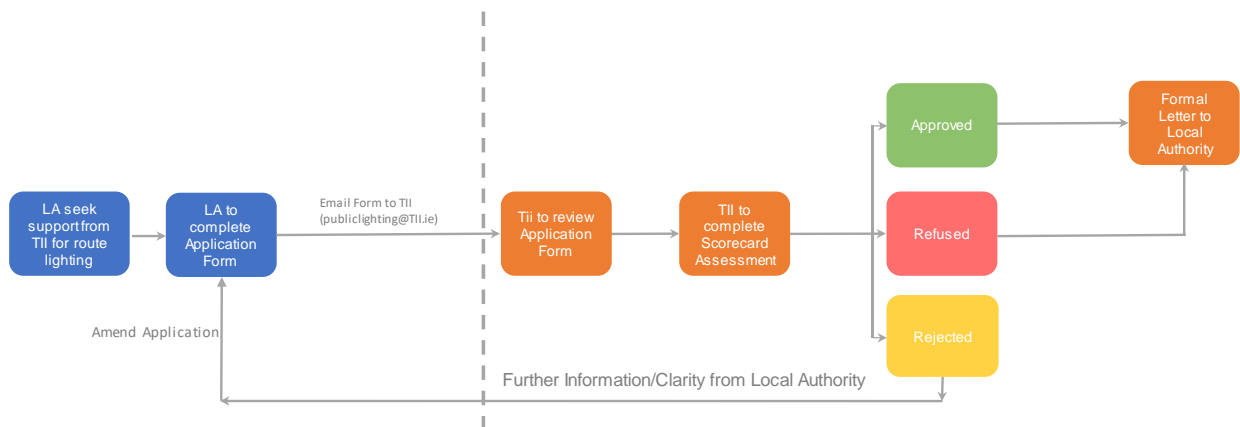 LA seek
support from
TII for route
lighting
LA to
complete
Application
Form
Email Form to TII
(publiclighting@TII.ie)
Tii to review
Application
Form
TII to
complete
Scorecard
Assessment
Approved
Refused
Rejected
Formal
Letter to
Local
Authority
Amend Application
Further Information/Clarity from Local Authority